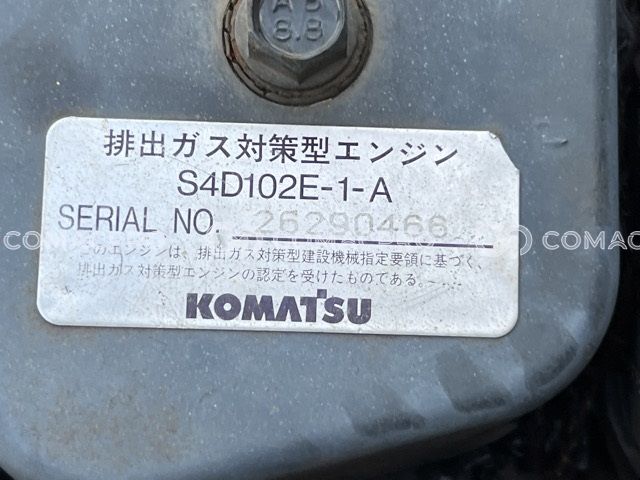 AB
8.8
排出ガス対策型エンジン
S4D102E-1-A
SERIAL NO. 26290466
このエンジンは、排出ガス対策型建設機械指定要領に基づく、
排出ガス対策型エンジンの認定を受けたものである。
KOMATSU
COMAC